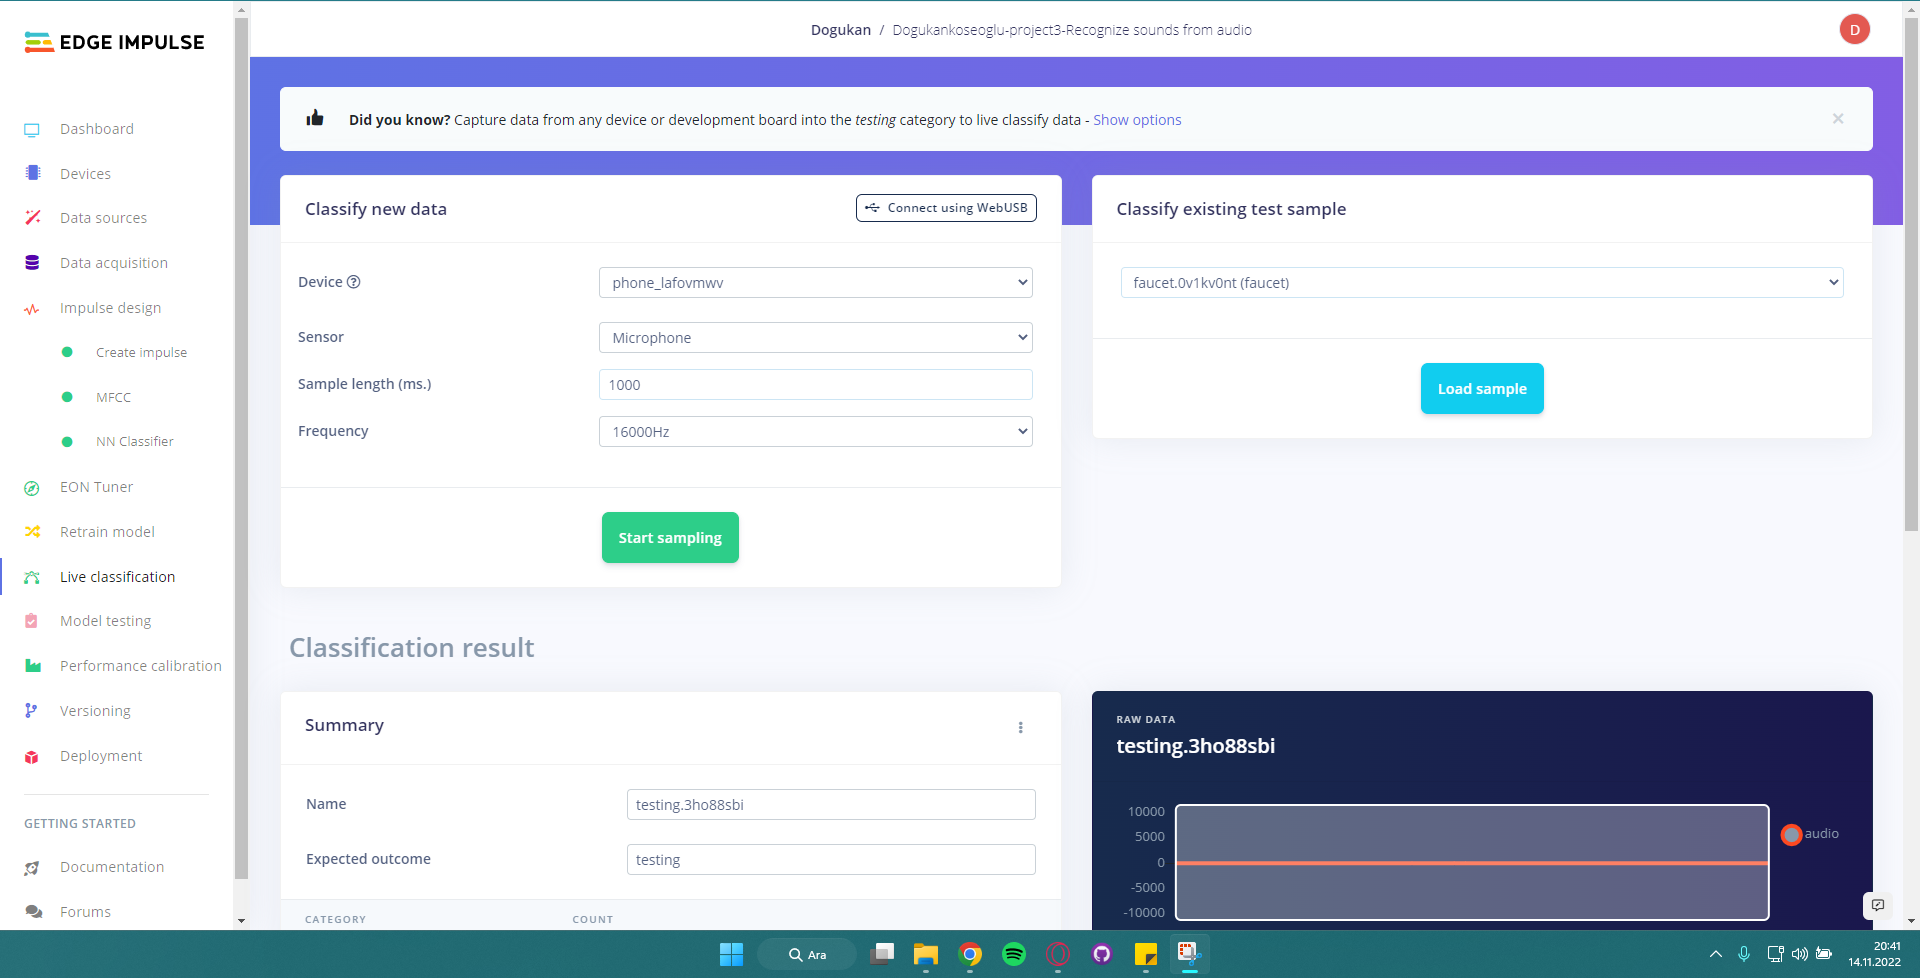 EDGE IMPULSE
Dashboard
Devices
Data sources
Data acquisition
Impulse design
Create impulse
MFCC
NN Classifier
EON Tuner
Retrain model
Live classification
Model testing
Performance calibration
Versioning
Deployment
GETTING STARTED
Documentation
Forums
Dogukan / Dogukankoseoglu-project3-Recognize sounds from audio
D
Did you know? Capture data from any device or development board into the testing category to live classify data - Show options
×
Classify new data
Connect using WebUSB
Device ?
phone_lafovmwv
Sensor
Microphone
Sample length (ms.)
1000
Frequency
16000Hz
Start sampling
Classify existing test sample
faucet.0v1kv0nt (faucet)
Load sample
Classification result
Summary
Name
testing.3ho88sbi
Expected outcome
testing
CATEGORY COUNT
RAW DATA
testing.3ho88sbi
10000
5000
0
-5000
-10000
audio
Ara
20:41
14.11.2022